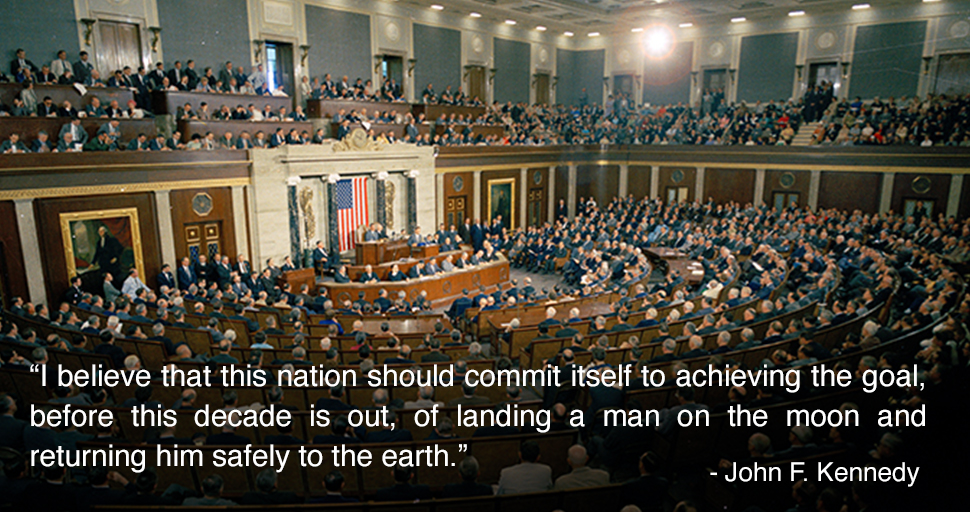 “I believe that this nation should commit itself to achieving the goal,
before this decade is out, of landing a man on the moon and
returning him safely to the earth.”
- John F. Kennedy